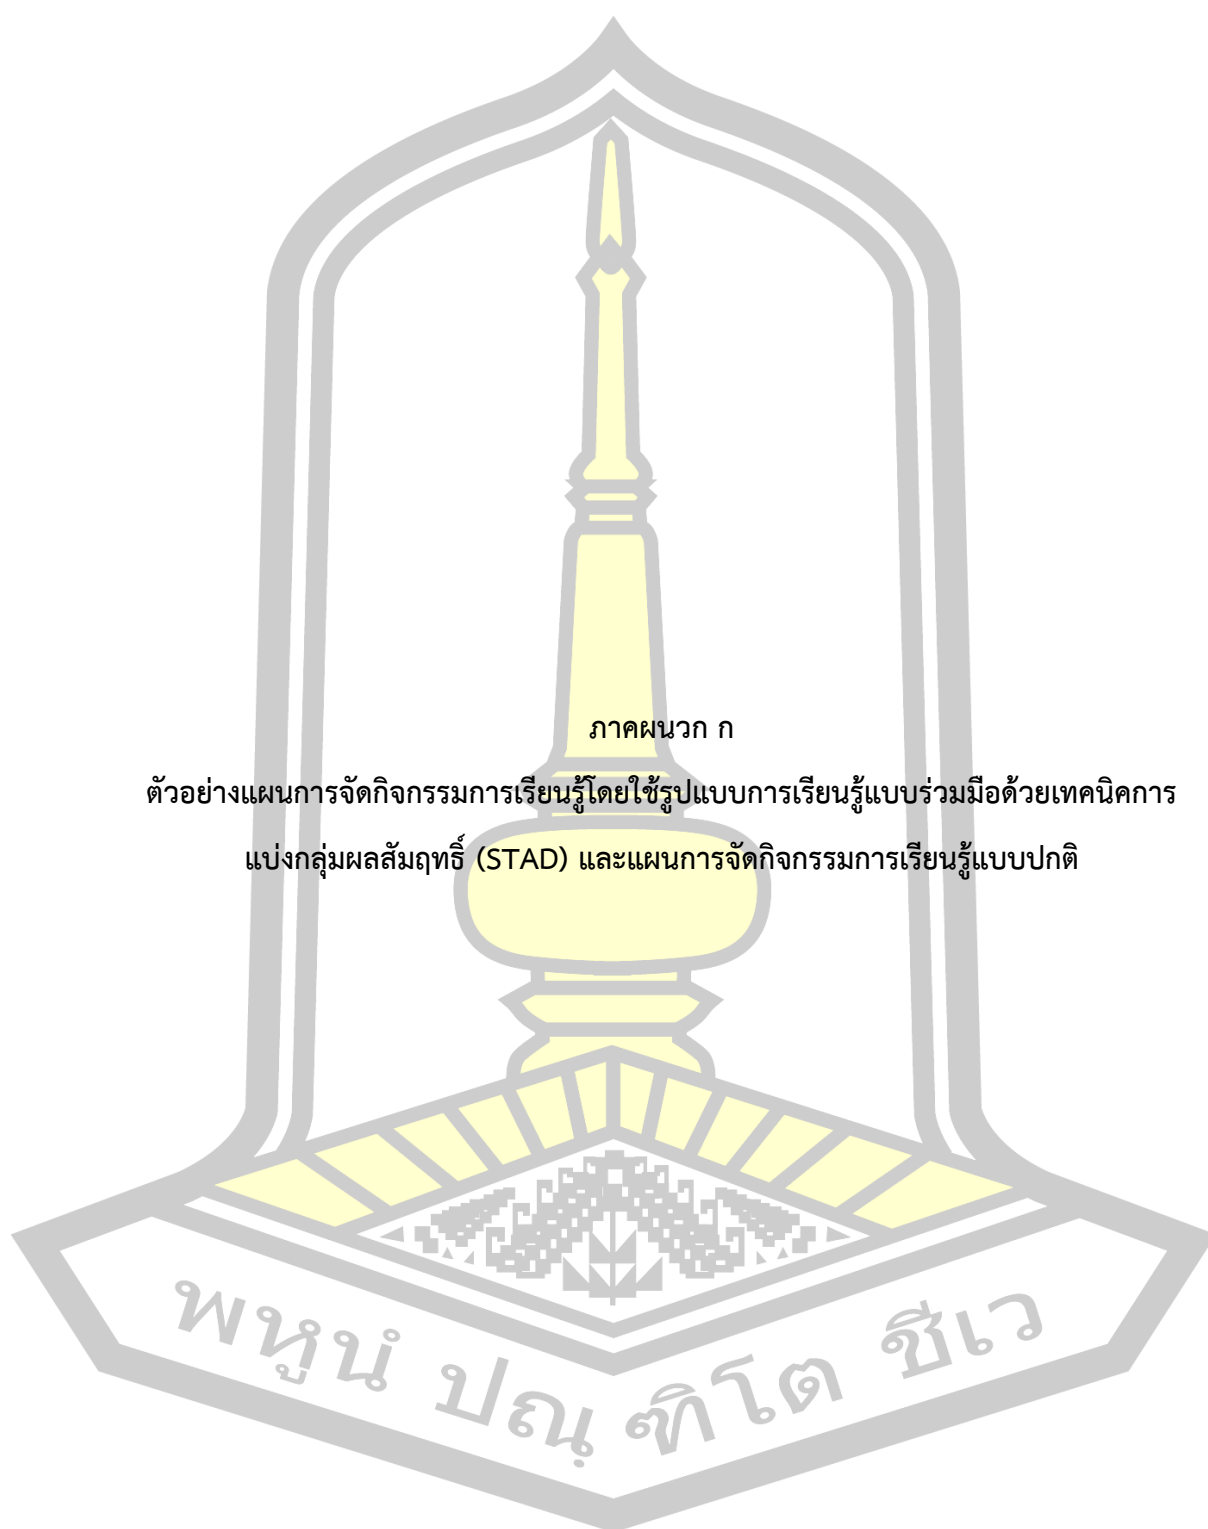 ภาคผนวก ก
ตัวอย่างแผนการจัดกิจกรรมการเรียนรู้โดยใช้รูปแบบการเรียนรู้แบบร่วมมือด้วยเทคนิคการ
แบ่งกลุ่มผลสัมฤทธิ์ (STAD) และแผนการจัดกิจกรรมการเรียนรู้แบบปกติ
พหูนํ ปณฺ ฑิโต ชีเว